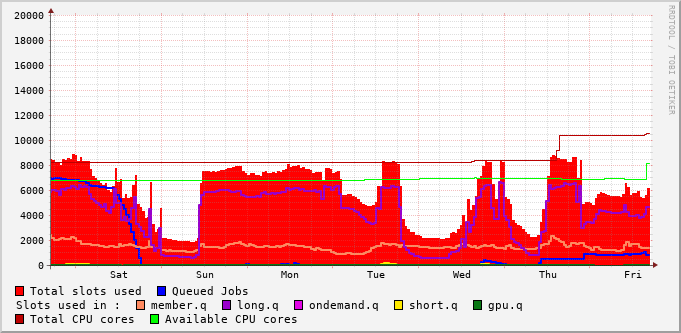 RRDTOOL / TOBI OETIKER
20000
18000
16000
14000
12000
10000
8000
6000
4000
2000
0
Sat Sun Mon Tue Wed Thu Fri
Total slots used Queued Jobs
Slots used in : member.q long.q ondemand.q short.q gpu.q
Total CPU cores Available CPU cores